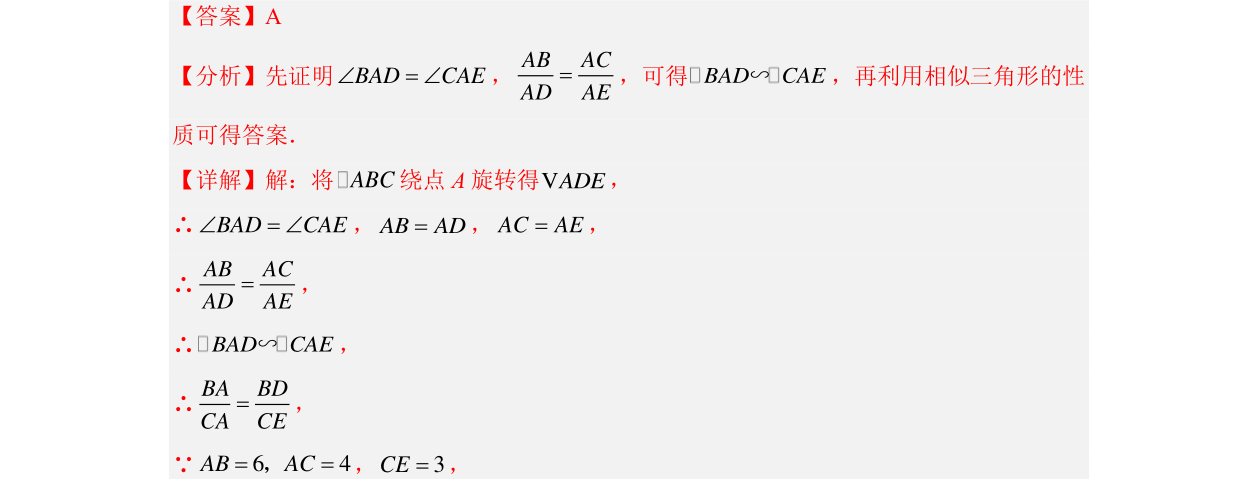 【答案】A
【分析】先证明∠BAD = ∠CAE，AB/AD = AC/AE，可得□BAD∽□CAE，再利用相似三角形的性
质可得答案．
【详解】解：将□ABC绕点 A 旋转得VADE，
∴∠BAD = ∠CAE，AB = AD，AC = AE，
∴AB/AD = AC/AE，
∴□BAD∽□CAE，
∴BA/CA = BD/CE，
∵AB = 6，AC = 4，CE = 3，